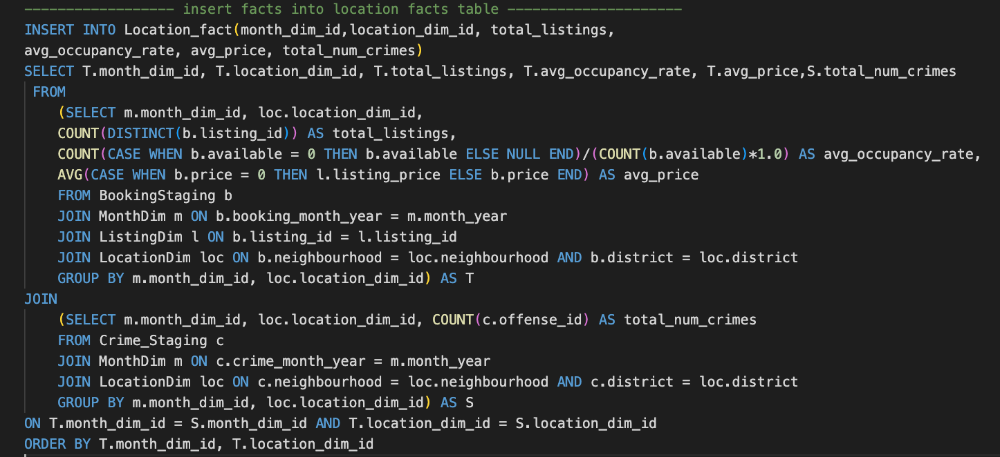 ------------------ insert facts into location facts table ---------------------
INSERT INTO Location_fact(month_dim_id,location_dim_id, total_listings,
avg_occupancy_rate, avg_price, total_num_crimes)
SELECT T.month_dim_id, T.location_dim_id, T.total_listings, T.avg_occupancy_rate, T.avg_price,S.total_num_crimes
 FROM
    (SELECT m.month_dim_id, loc.location_dim_id,
    COUNT(DISTINCT(b.listing_id)) AS total_listings,
    COUNT(CASE WHEN b.available = 0 THEN b.available ELSE NULL END)/(COUNT(b.available)*1.0) AS avg_occupancy_rate,
    AVG(CASE WHEN b.price = 0 THEN l.listing_price ELSE b.price END) AS avg_price
    FROM BookingStaging b
    JOIN MonthDim m ON b.booking_month_year = m.month_year
    JOIN ListingDim l ON b.listing_id = l.listing_id
    JOIN LocationDim loc ON b.neighbourhood = loc.neighbourhood AND b.district = loc.district
    GROUP BY m.month_dim_id, loc.location_dim_id) AS T
JOIN
    (SELECT m.month_dim_id, loc.location_dim_id, COUNT(c.offense_id) AS total_num_crimes
    FROM Crime_Staging c
    JOIN MonthDim m ON c.crime_month_year = m.month_year
    JOIN LocationDim loc ON c.neighbourhood = loc.neighbourhood AND c.district = loc.district
    GROUP BY m.month_dim_id, loc.location_dim_id) AS S
ON T.month_dim_id = S.month_dim_id AND T.location_dim_id = S.location_dim_id
ORDER BY T.month_dim_id, T.location_dim_id